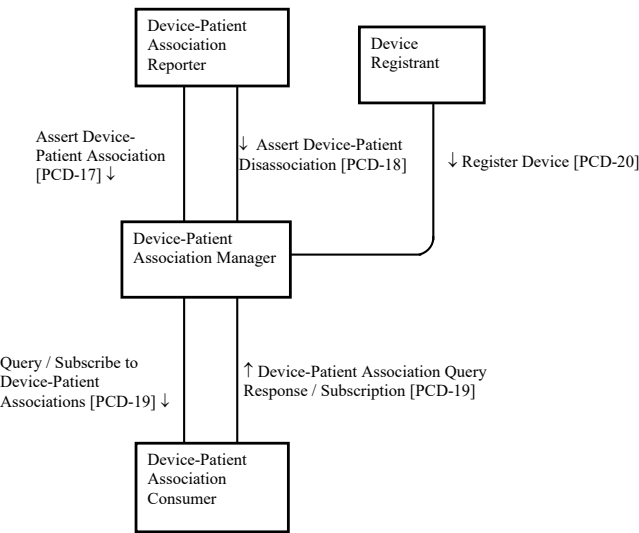 Device-Patient
Association
Reporter
Device
Registrant
Assert Device-
Patient Association
[PCD-17] ↓
↓ Assert Device-Patient
Disassociation [PCD-18]
↓ Register Device [PCD-20]
Device-Patient
Association Manager
Query / Subscribe to
Device-Patient
Associations [PCD-19] ↓
↑ Device-Patient Association Query
Response / Subscription [PCD-19]
Device-Patient
Association
Consumer